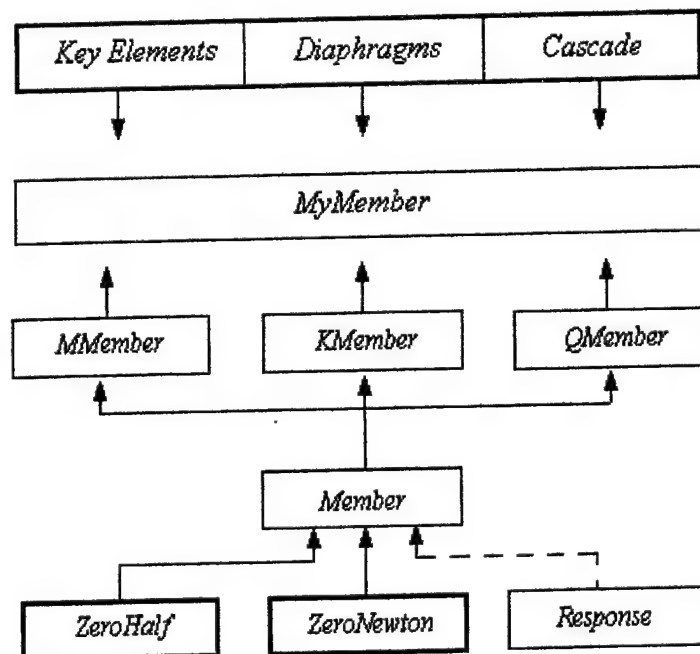 Key Elements Diaphragms Cascade
MyMember
MMember KMember QMember
Member
ZeroHalf ZeroNewton Response